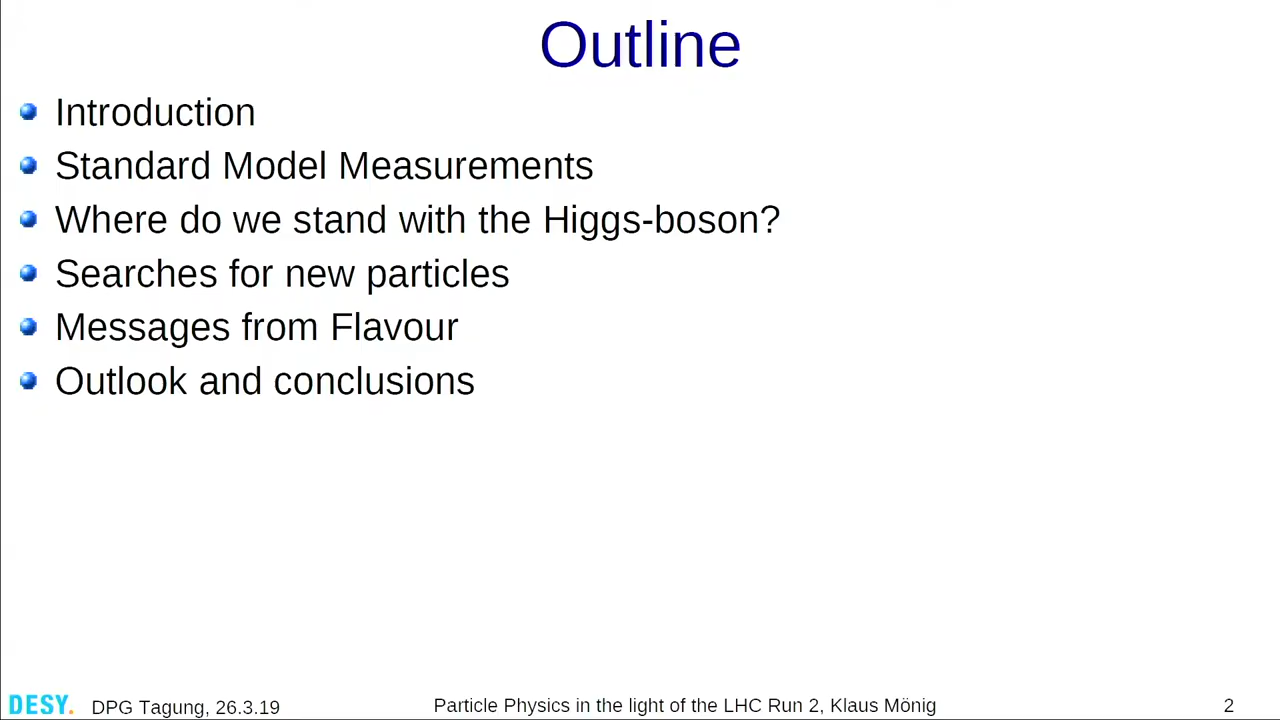 Outline
Introduction
Standard Model Measurements
Where do we stand with the Higgs-boson?
Searches for new particles
Messages from Flavour
Outlook and conclusions
DESY. DPG Tagung, 26.3.19 Particle Physics in the light of the LHC Run 2, Klaus Mönig 2